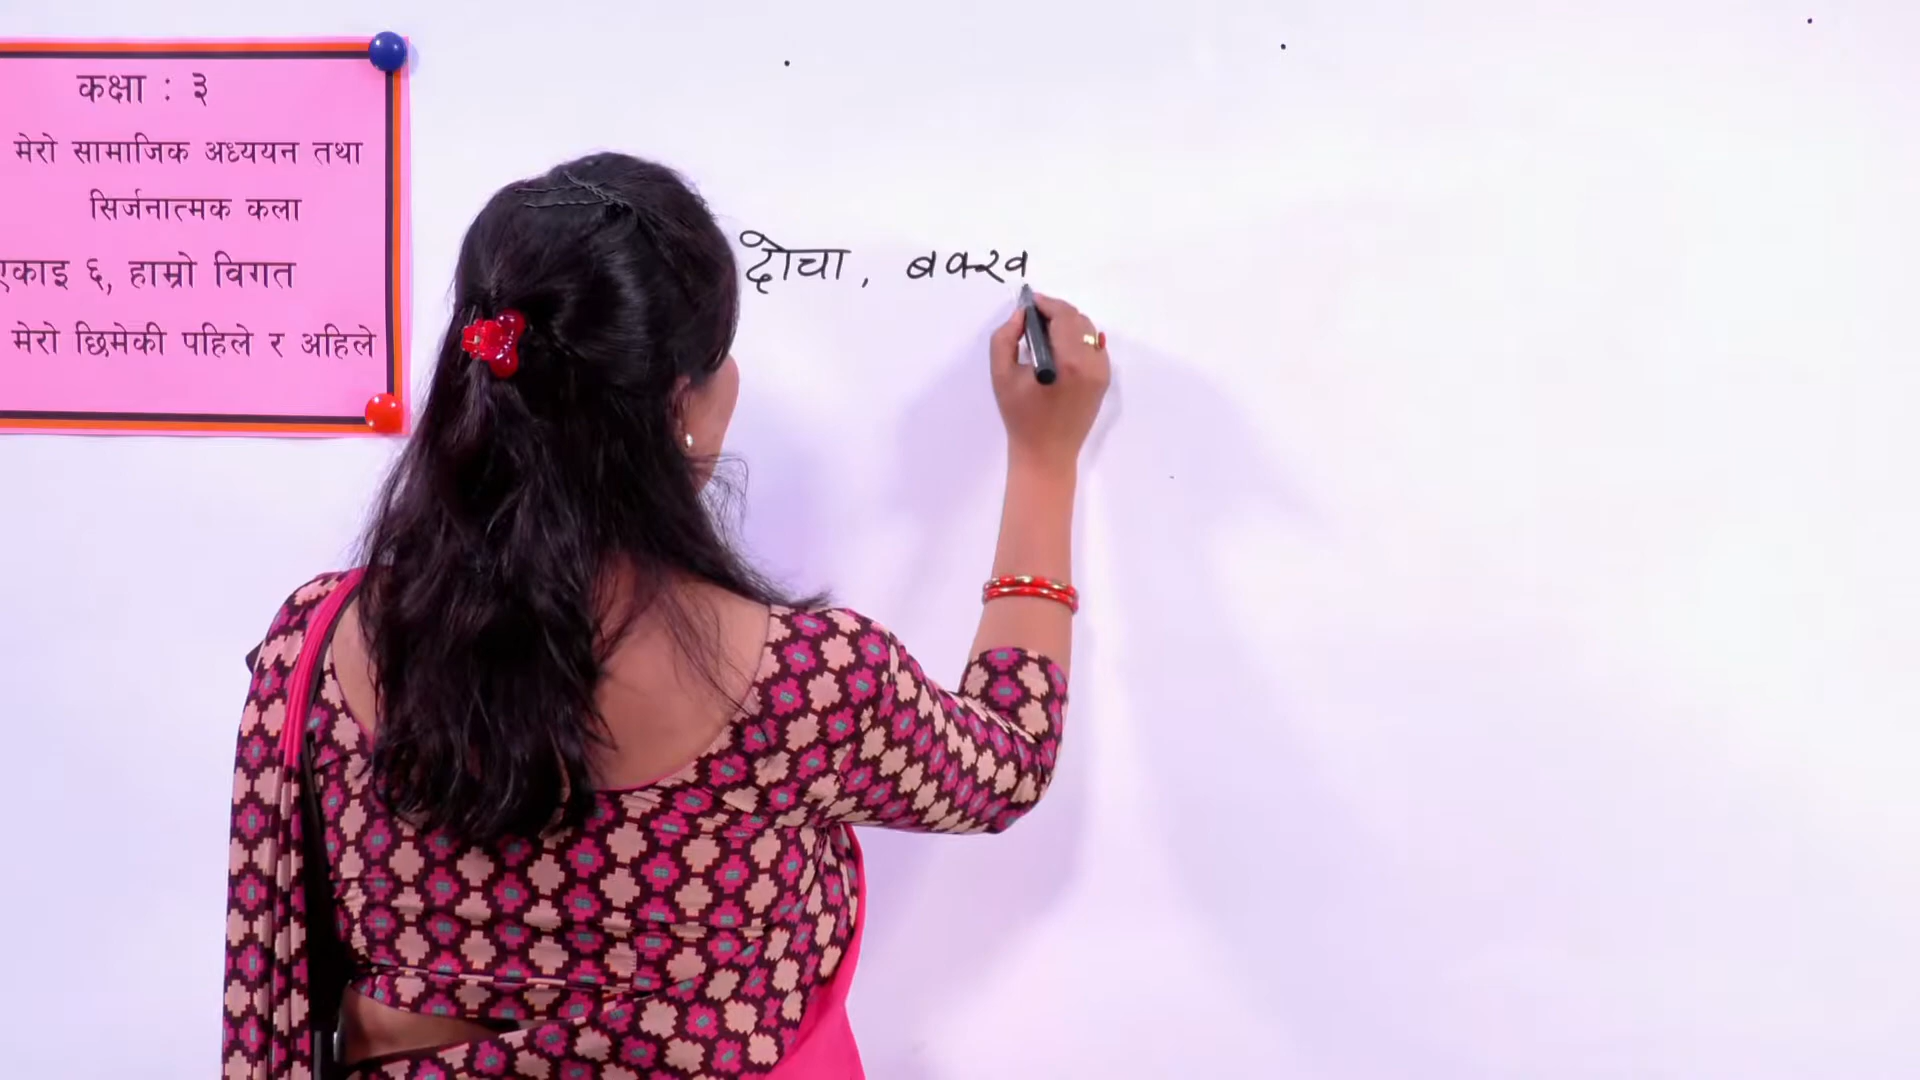 कक्षा : ३
मेरो सामाजिक अध्ययन तथा
सिर्जनात्मक कला
एकाइ ६, हाम्रो विगत
मेरो छिमेकी पहिले र अहिले
दोचा, बक्ख